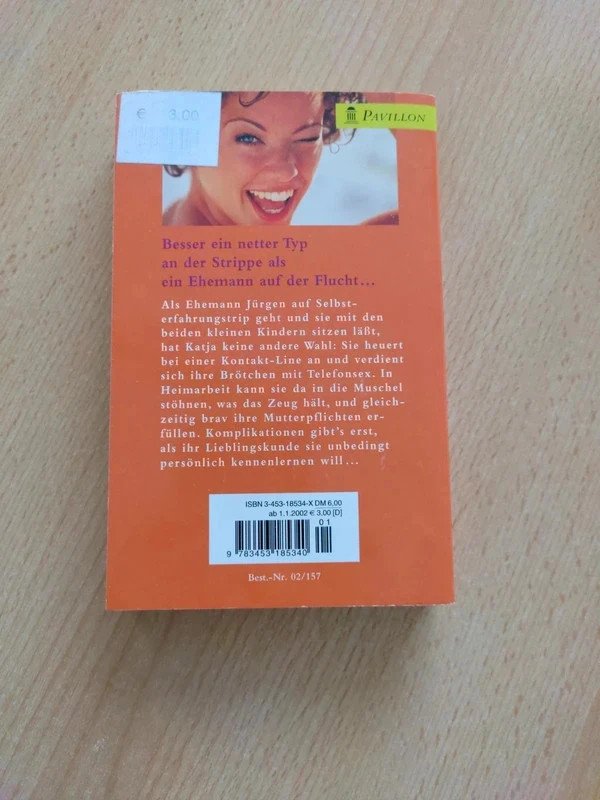 € 3.00
PAVILLON
Besser ein netter Typ
an der Strippe als
ein Ehemann auf der Flucht...
Als Ehemann Jürgen auf Selbst-
erfahrungstrip geht und sie mit den
beiden kleinen Kindern sitzen läßt,
hat Katja keine andere Wahl: Sie heuert
bei einer Kontakt-Line an und verdient
sich ihre Brötchen mit Telefonsex. In
Heimarbeit kann sie da in die Muschel
stöhnen, was das Zeug hält, und gleich-
zeitig brav ihre Mutterpflichten er-
füllen. Komplikationen gibt's erst,
als ihr Lieblingskunde sie unbedingt
persönlich kennenlernen will...
ISBN 3-453-18534-X DM 6,00
ab 1.1.2002 € 3,00 [D]
01
9 783453 185340
Best.-Nr. 02/157